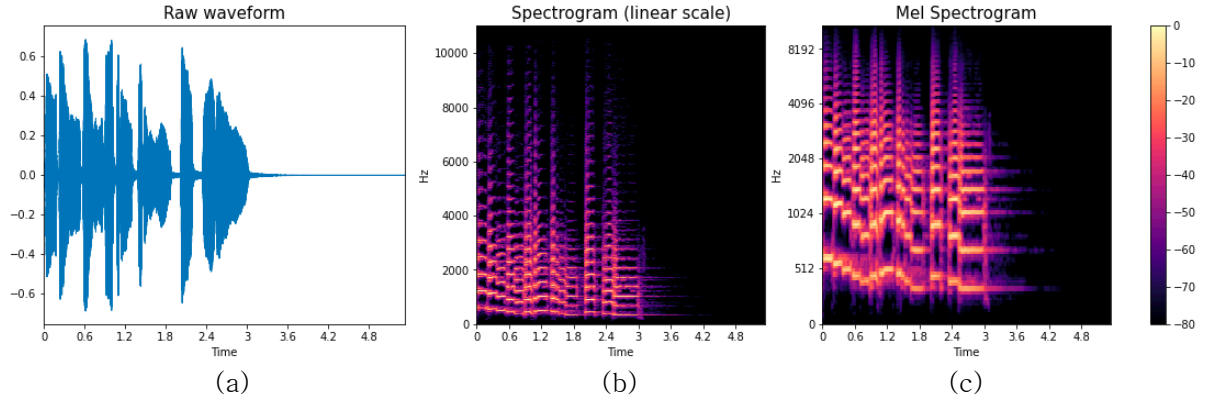 Raw waveform
0.6
0.4
0.2
0.0
−0.2
−0.4
−0.6
0 0.6 1.2 1.8 2.4 3 3.6 4.2 4.8
Time
(a)
Spectrogram (linear scale)
Hz
10000
8000
6000
4000
2000
0
0 0.6 1.2 1.8 2.4 3 3.6 4.2 4.8
Time
(b)
Mel Spectrogram
Hz
8192
4096
2048
1024
512
0
0 0.6 1.2 1.8 2.4 3 3.6 4.2 4.8
Time
(c)
0
−10
−20
−30
−40
−50
−60
−70
−80